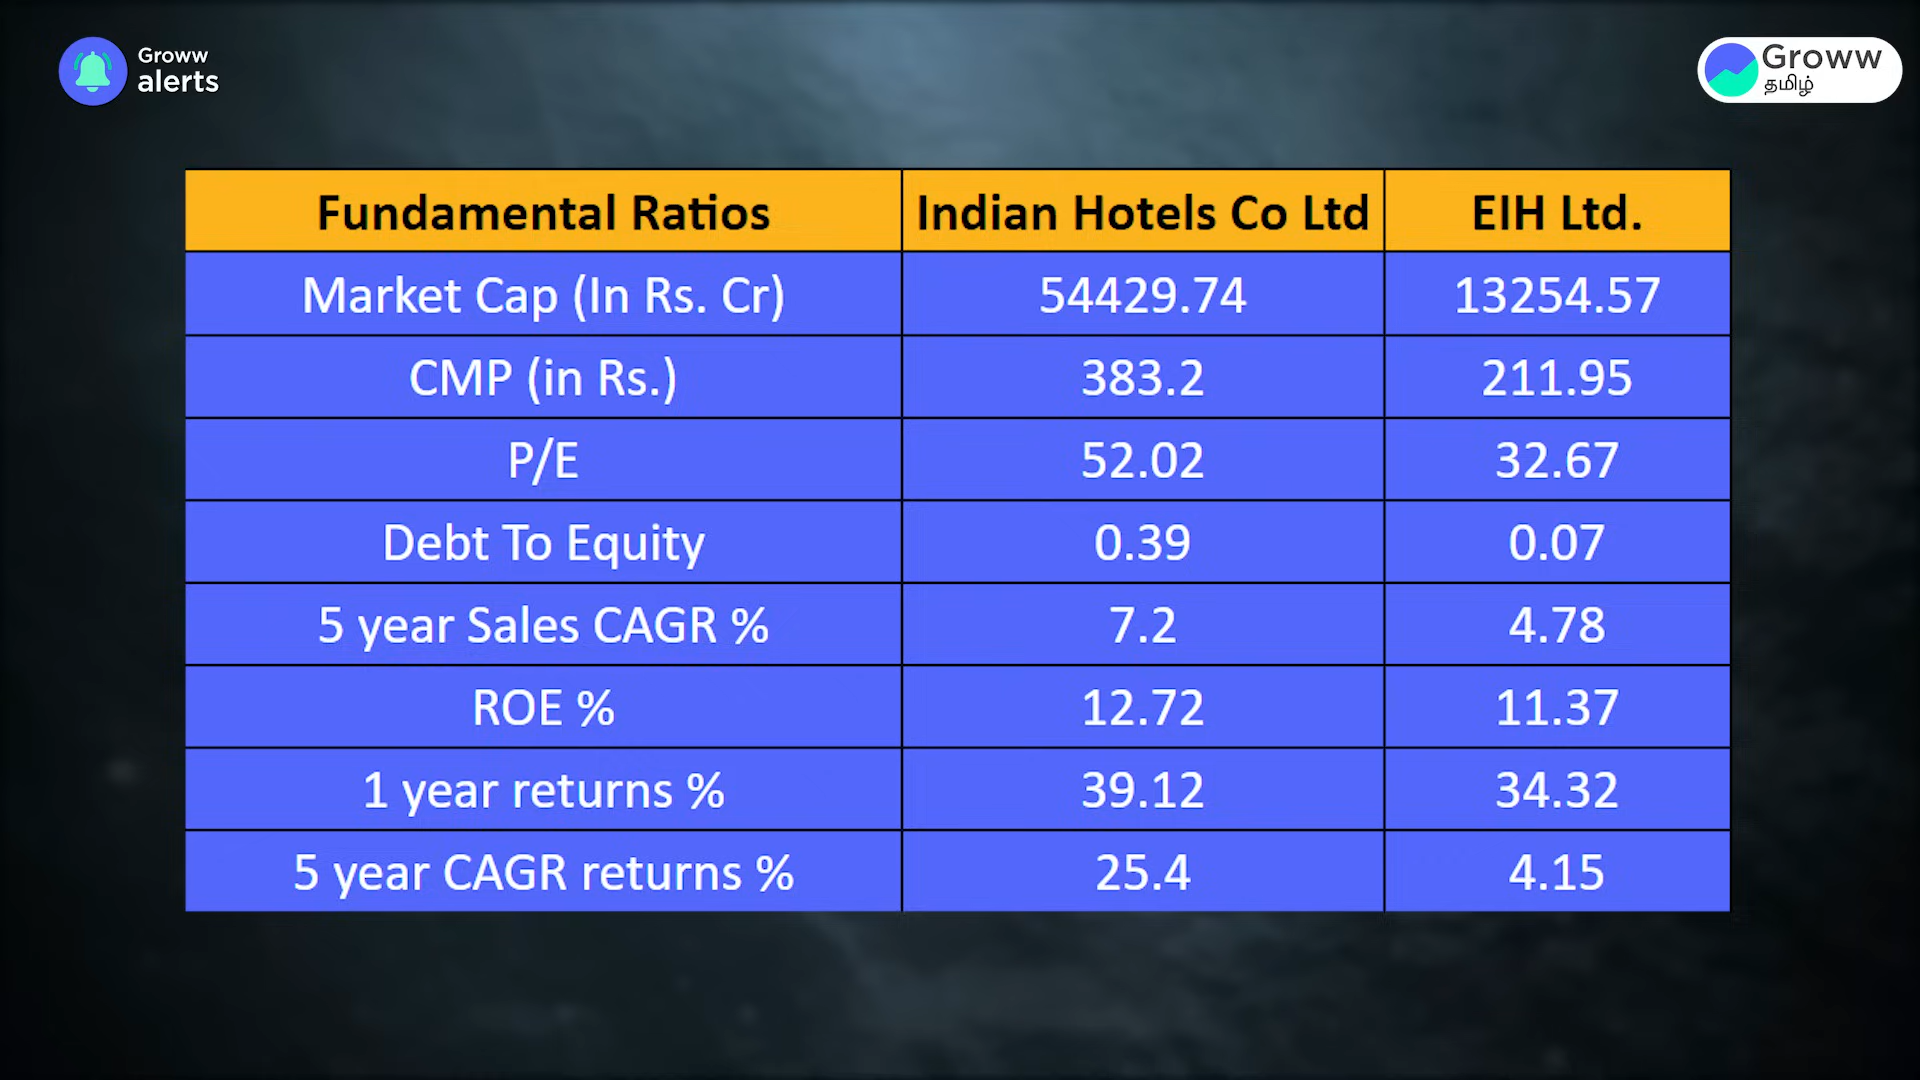 Groww
alerts
Groww
தமிழ்
Fundamental Ratios Indian Hotels Co Ltd EIH Ltd.
Market Cap (In Rs. Cr) 54429.74 13254.57
CMP (in Rs.) 383.2 211.95
P/E 52.02 32.67
Debt To Equity 0.39 0.07
5 year Sales CAGR % 7.2 4.78
ROE % 12.72 11.37
1 year returns % 39.12 34.32
5 year CAGR returns % 25.4 4.15